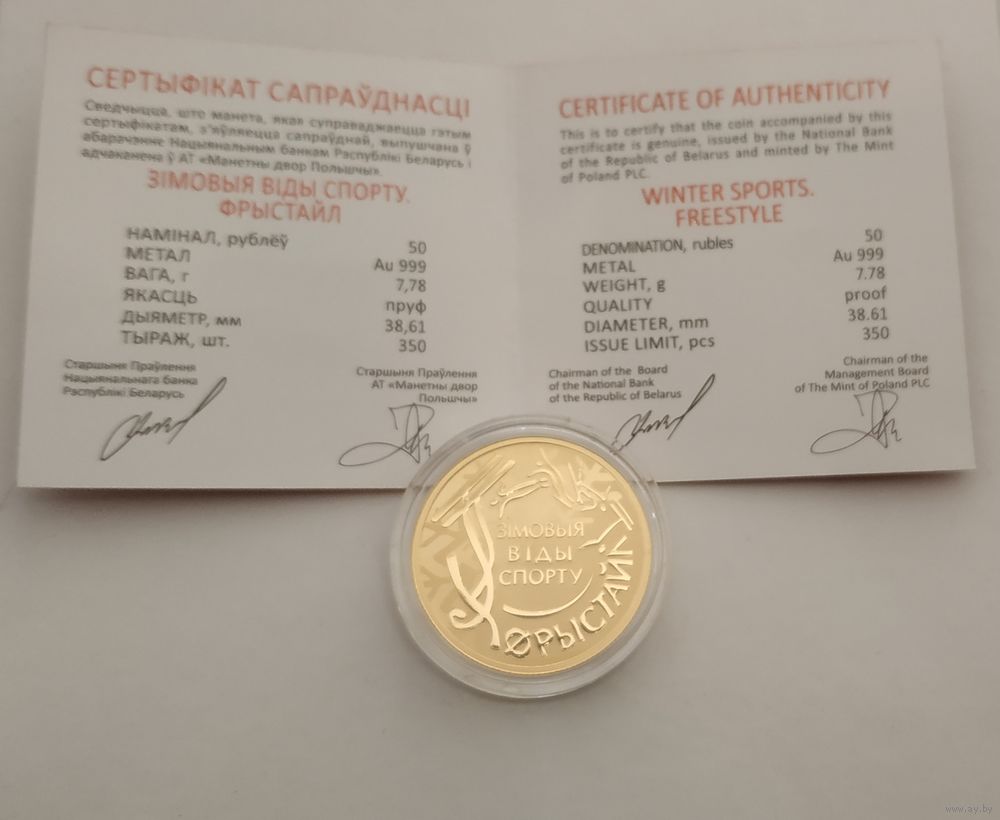 СЕРТЫФІКАТ САПРАЎДНАСЦІ
Сведчыцца, што манета, якая суправаджаецца гэтым
сертыфікатам, з'яўляецца сапраўднай, выпушчана ў
абарачэнне Нацыянальным банкам Рэспублікі Беларусь і
адчаканена ў АТ «Манетны двор Польшчы».
ЗІМОВЫЯ ВІДЫ СПОРТУ.
ФРЫСТАЙЛ
НАМІНАЛ, рублёў 50
МЕТАЛ Au 999
ВАГА, г 7,78
ЯКАСЦЬ пруф
ДЫЯМЕТР, мм 38,61
ТЫРАЖ, шт. 350
Старшыня Праўлення
Нацыянальнага банка
Рэспублікі Беларусь
Старшыня Праўлення
АТ «Манетны двор
Польшчы»
CERTIFICATE OF AUTHENTICITY
This is to certify that the coin accompanied by this
certificate is genuine, issued by the National Bank
of the Republic of Belarus and minted by The Mint
of Poland PLC.
WINTER SPORTS.
FREESTYLE
DENOMINATION, rubles 50
METAL Au 999
WEIGHT, g 7.78
QUALITY proof
DIAMETER, mm 38.61
ISSUE LIMIT, pcs 350
Chairman of the Board
of the National Bank
of the Republic of Belarus
Chairman of the
Management Board
of The Mint of Poland PLC
ЗІМОВЫЯ
ВІДЫ
СПОРТУ
ФРЫСТАЙЛ
www.ay.by